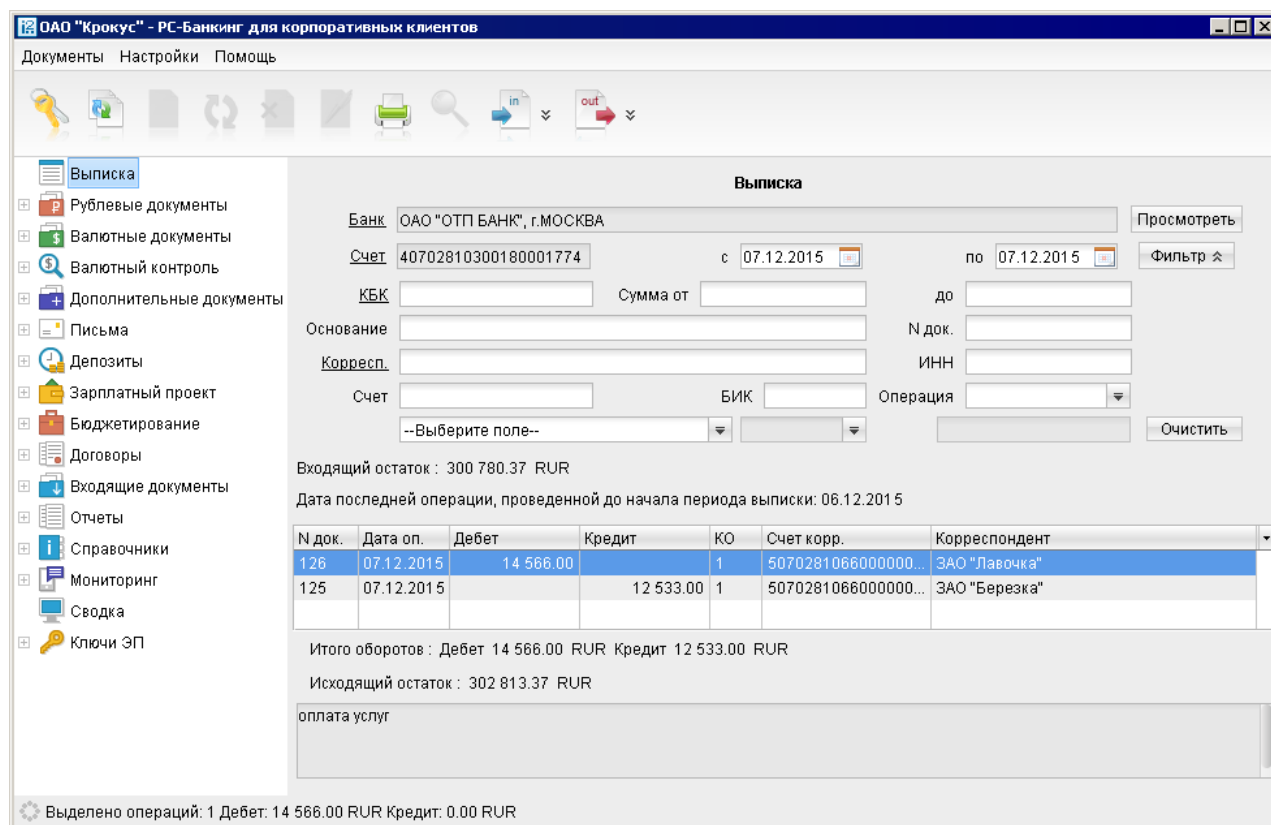 ОАО "Крокус" - РС-Банкинг для корпоративных клиентов
Документы Настройки Помощь
in out
Выписка
Рублевые документы
Валютные документы
Валютный контроль
Дополнительные документы
Письма
Депозиты
Зарплатный проект
Бюджетирование
Договоры
Входящие документы
Отчеты
Справочники
Мониторинг
Сводка
Ключи ЭП
Выписка
Банк ОАО "ОТП БАНК", г.МОСКВА Просмотреть
Счет 40702810300180001774 с 07.12.2015 по 07.12.2015 Фильтр
КБК Сумма от до
Основание N док.
Корресп. ИНН
Счет БИК Операция
--Выберите поле-- Очистить
Входящий остаток : 300 780.37 RUR
Дата последней операции, проведенной до начала периода выписки: 06.12.2015
N док. Дата оп. Дебет Кредит КО Счет корр. Корреспондент
126 07.12.2015 14 566.00 1 5070281066000000... ЗАО "Лавочка"
125 07.12.2015 12 533.00 1 5070281066000000... ЗАО "Березка"
Итого оборотов : Дебет 14 566.00 RUR Кредит 12 533.00 RUR
Исходящий остаток : 302 813.37 RUR
оплата услуг
Выделено операций: 1 Дебет: 14 566.00 RUR Кредит: 0.00 RUR